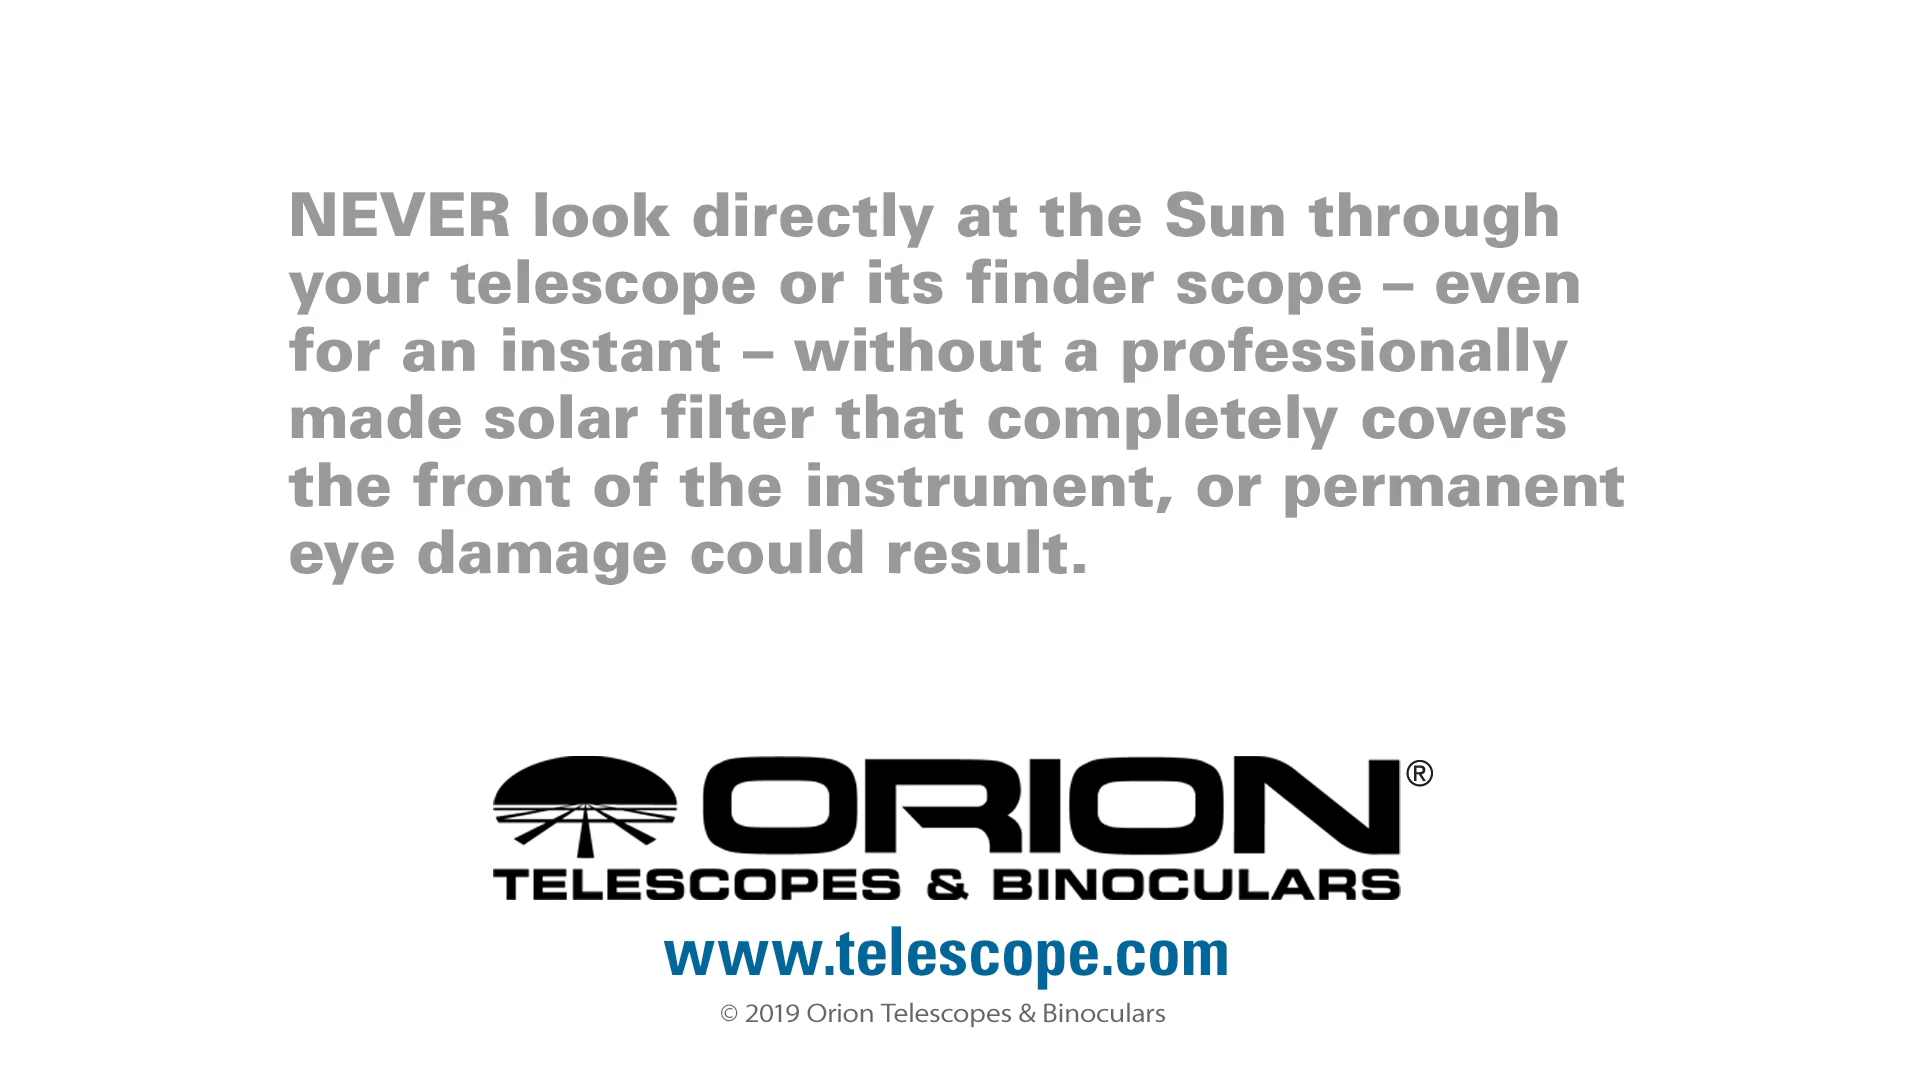 NEVER look directly at the Sun through
your telescope or its finder scope – even
for an instant – without a professionally
made solar filter that completely covers
the front of the instrument, or permanent
eye damage could result.
ORION®
TELESCOPES & BINOCULARS
www.telescope.com
© 2019 Orion Telescopes & Binoculars